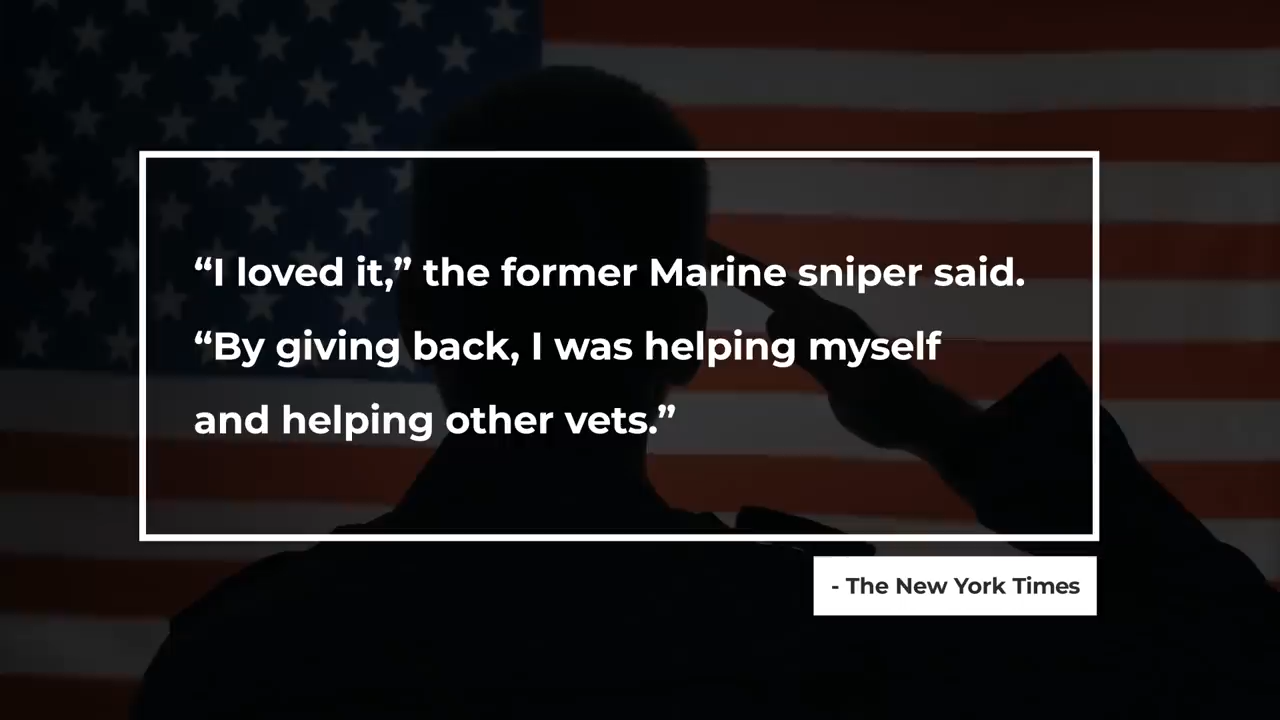 “I loved it,” the former Marine sniper said.
“By giving back, I was helping myself
and helping other vets.”
- The New York Times